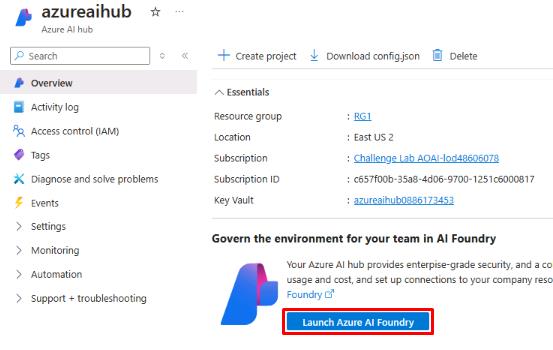 azureaihub
Azure AI hub
Search
Overview
Activity log
Access control (IAM)
Tags
Diagnose and solve problems
Events
Settings
Monitoring
Automation
Support + troubleshooting
Create project Download config.json Delete
Essentials
Resource group : RG1
Location : East US 2
Subscription : Challenge Lab AOAI-lod48606078
Subscription ID : c657f00b-35a8-4d06-9700-1251c6000817
Key Vault : azureaihub0886173453
Govern the environment for your team in AI Foundry
Your Azure AI hub provides enterpise-grade security, and a co
usage and cost, and set up connections to your company reso
Foundry
Launch Azure AI Foundry